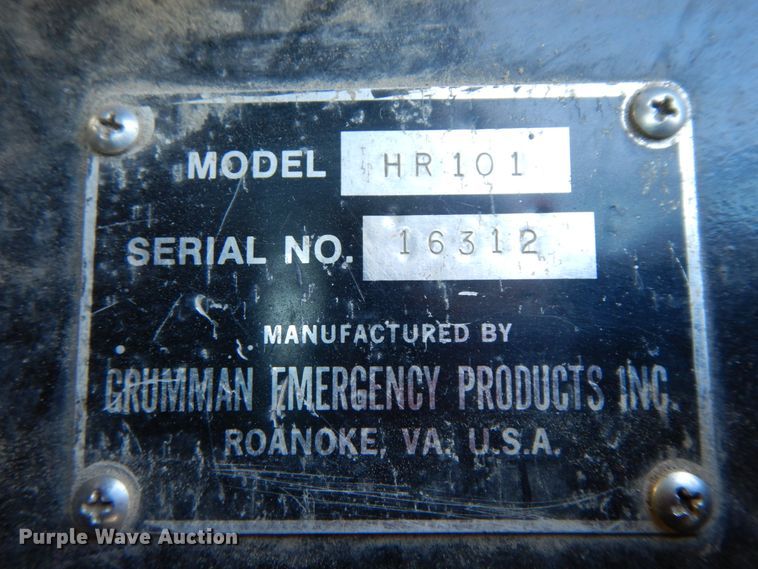 MODEL HR101
SERIAL NO. 16312
MANUFACTURED BY
GRUMMAN EMERGENCY PRODUCTS INC.
ROANOKE, VA. U.S.A.
Purple Wave Auction